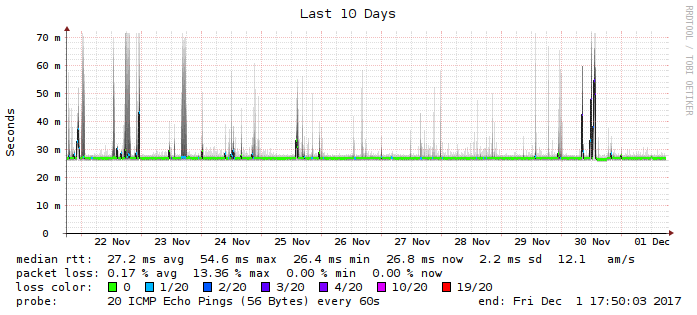 Last 10 Days
RRDTOOL / TOBI OETIKER
Seconds
70 m
60 m
50 m
40 m
30 m
20 m
10 m
0
22 Nov 23 Nov 24 Nov 25 Nov 26 Nov 27 Nov 28 Nov 29 Nov 30 Nov 01 Dec
median rtt: 27.2 ms avg 54.6 ms max 26.4 ms min 26.8 ms now 2.2 ms sd 12.1 am/s
packet loss: 0.17 % avg 13.36 % max 0.00 % min 0.00 % now
loss color: 0 1/20 2/20 3/20 4/20 10/20 19/20
probe: 20 ICMP Echo Pings (56 Bytes) every 60s end: Fri Dec 1 17:50:03 2017